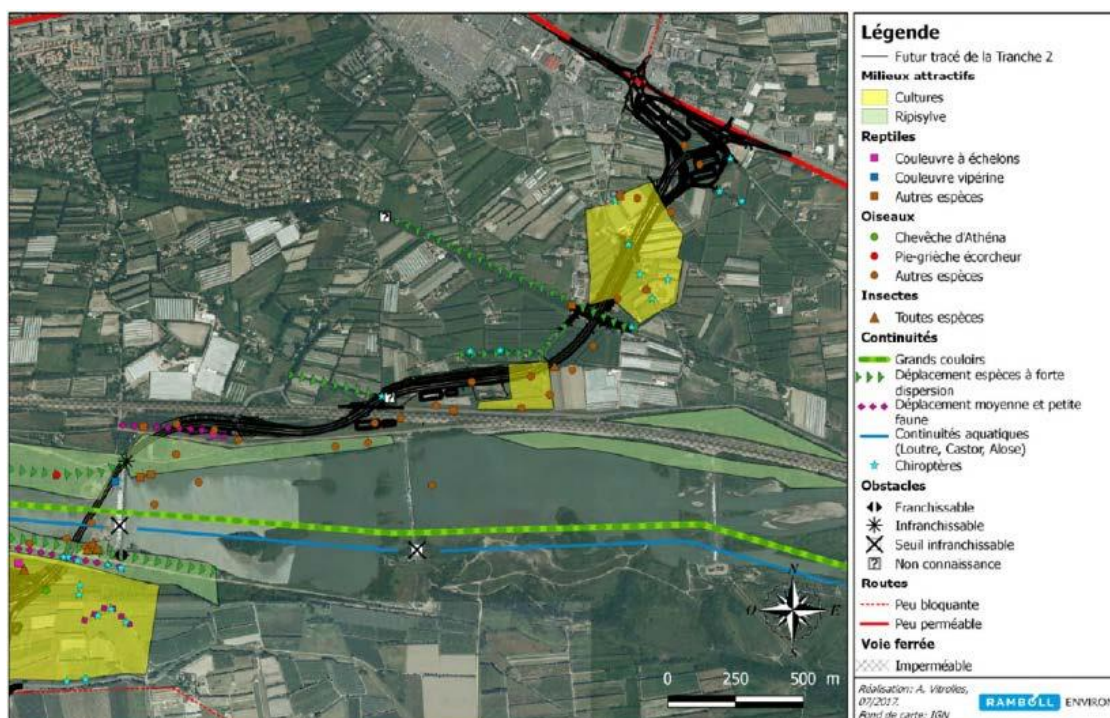 Légende
Futur tracé de la Tranche 2
Milieux attractifs
Cultures
Ripisylve
Reptiles
Couleuvre à échelons
Couleuvre vipérine
Autres espèces
Oiseaux
Chevêche d'Athéna
Pie-grièche écorcheur
Autres espèces
Insectes
Toutes espèces
Continuités
Grands couloirs
Déplacement espèces à forte
dispersion
Déplacement moyenne et petite
faune
Continuités aquatiques
(Loutre, Castor, Alose)
Chiroptères
Obstacles
Franchissable
Infranchissable
Seuil infranchissable
? Non connaissance
Routes
Peu bloquante
Peu perméable
Voie ferrée
Imperméable
Réalisation: A. Vitrolles,
07/2017.
Fond de carte: IGN
RAMBOLL ENVIRON
?
?
N
O E
S
0 250 500 m